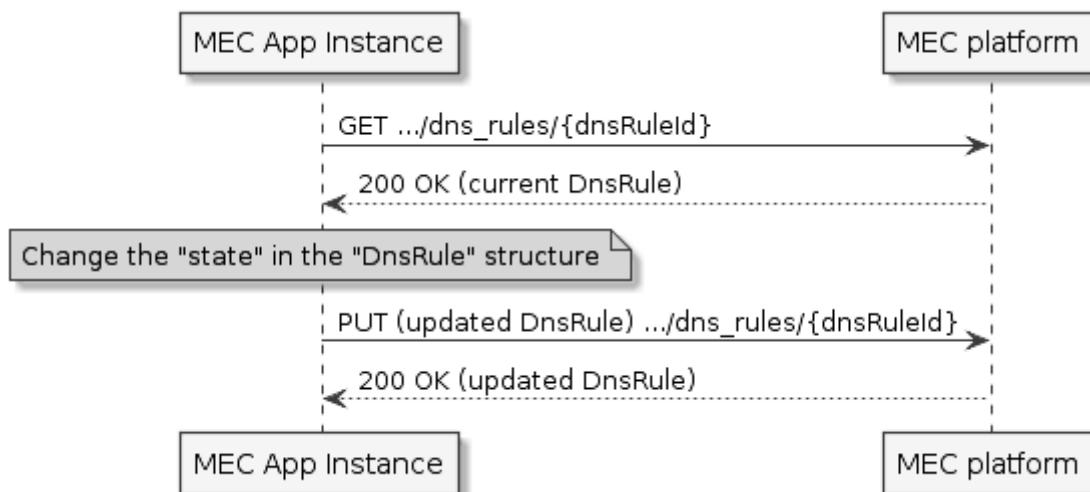 MEC App Instance
MEC platform
GET .../dns_rules/{dnsRuleId}
200 OK (current DnsRule)
Change the "state" in the "DnsRule" structure
PUT (updated DnsRule) .../dns_rules/{dnsRuleId}
200 OK (updated DnsRule)
MEC App Instance
MEC platform